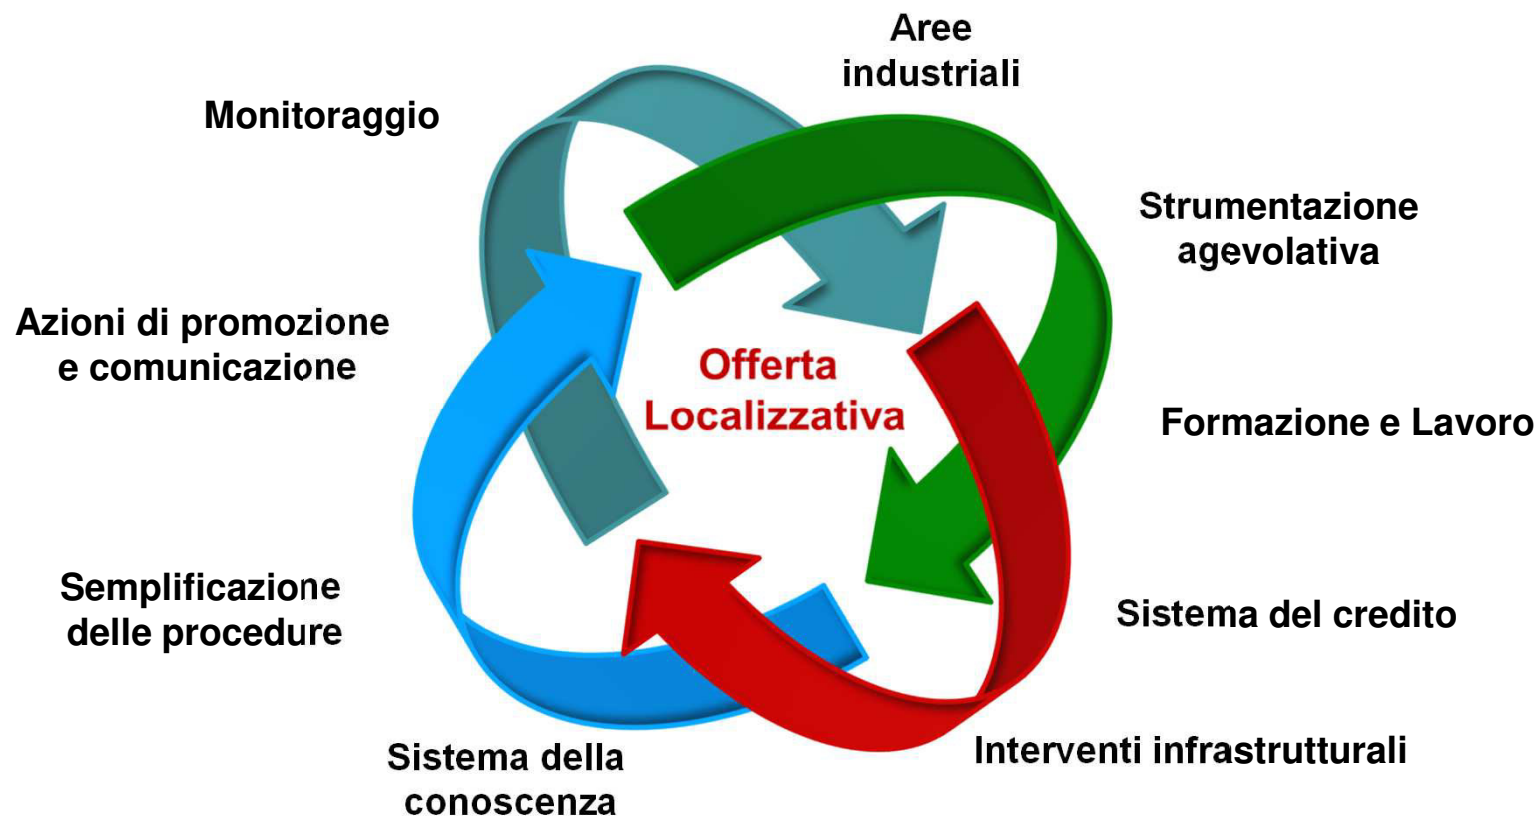 Aree
industriali
Monitoraggio
Strumentazione
agevolativa
Azioni di promozione
e comunicazione
Offerta
Localizzativa
Formazione e Lavoro
Semplificazione
delle procedure
Sistema del credito
Sistema della
conoscenza
Interventi infrastrutturali